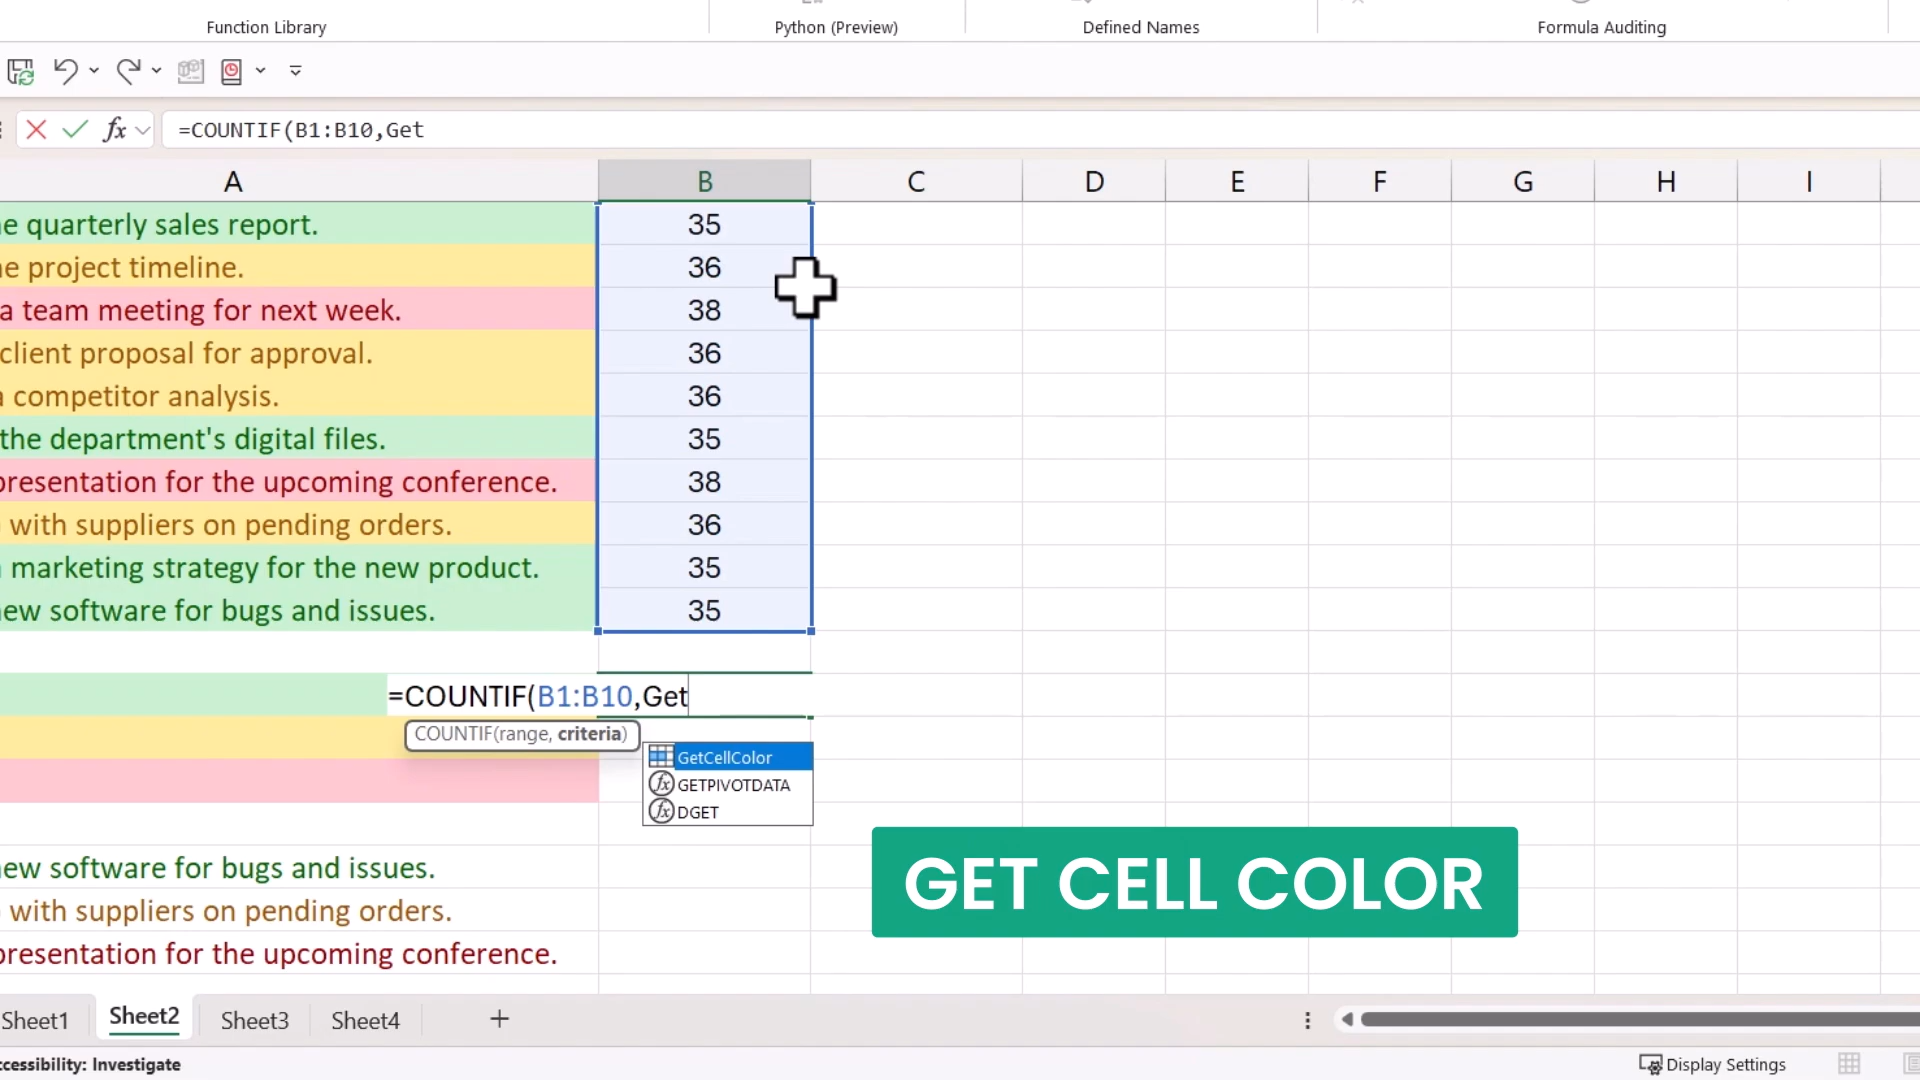 Function Library
Python (Preview)
Defined Names
Formula Auditing
fx
=COUNTIF(B1:B10,Get
A B C D E F G H I
quarterly sales report. 35
project timeline. 36
a team meeting for next week. 38
client proposal for approval. 36
competitor analysis. 36
the department's digital files. 35
presentation for the upcoming conference. 38
with suppliers on pending orders. 36
marketing strategy for the new product. 35
software for bugs and issues. 35
=COUNTIF(B1:B10,Get
COUNTIF(range, criteria)
GetCellColor
fx GETPIVOTDATA
fx DGET
GET CELL COLOR
software for bugs and issues.
with suppliers on pending orders.
presentation for the upcoming conference.
Sheet1 Sheet2 Sheet3 Sheet4 +
Investigate
Display Settings